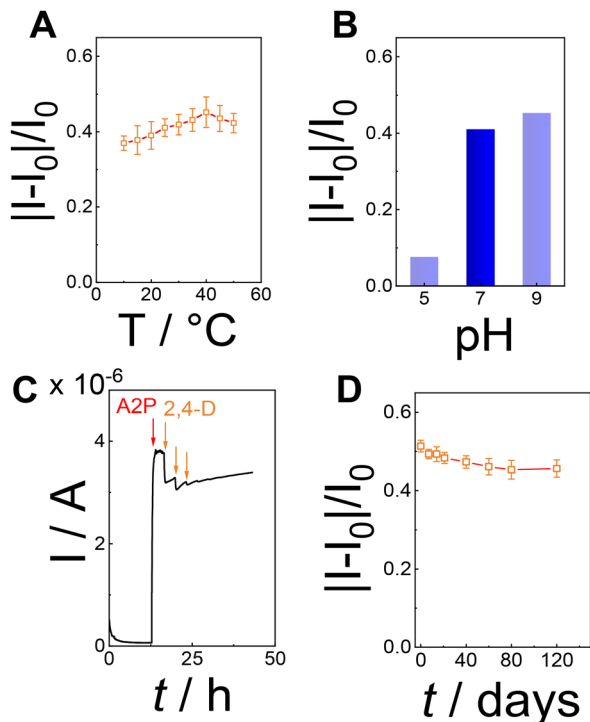 A
|I-I₀|/I₀
0.6
0.4
0.2
0.0
0 20 40 60
T / °C
B
|I-I₀|/I₀
0.6
0.4
0.2
0.0
5 7 9
pH
C
x 10⁻⁶
A2P 2,4-D
I / A
6
4
2
0
0 25 50
t / h
D
|I-I₀|/I₀
0.6
0.4
0.2
0.0
0 40 80 120
t / days